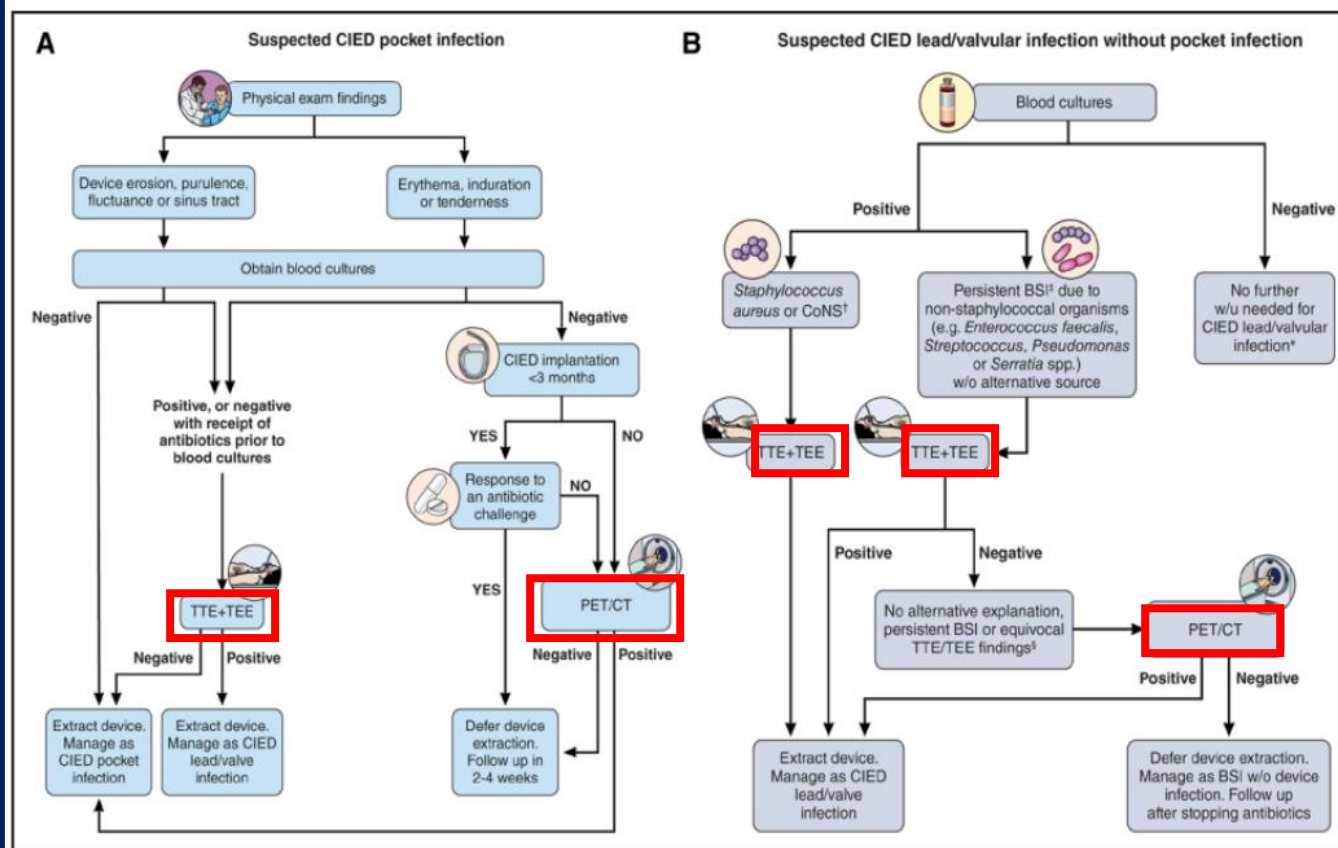 A
Suspected CIED pocket infection
Physical exam findings
Device erosion, purulence,
fluctuance or sinus tract
Erythema, induration
or tenderness
Obtain blood cultures
Negative
Negative
CIED implantation
<3 months
Positive, or negative
with receipt of
antibiotics prior to
blood cultures
YES
NO
Response to
an antibiotic
challenge
NO
YES
TTE+TEE
PET/CT
Negative
Positive
Negative
Positive
Extract device.
Manage as
CIED pocket
infection
Extract device.
Manage as CIED
lead/valve
infection
Defer device
extraction.
Follow up in
2-4 weeks
B
Suspected CIED lead/valvular infection without pocket infection
Blood cultures
Positive
Negative
Staphylococcus
aureus or CoNS†
Persistent BSI‡ due to
non-staphylococcal organisms
(e.g. Enterococcus faecalis,
Streptococcus, Pseudomonas
or Serratia spp.)
w/o alternative source
No further
w/u needed for
CIED lead/valvular
infection*
TTE+TEE
TTE+TEE
Positive
Negative
No alternative explanation,
persistent BSI or equivocal
TTE/TEE findings§
PET/CT
Positive
Negative
Extract device.
Manage as CIED
lead/valve
infection
Defer device extraction.
Manage as BSI w/o device
infection. Follow up
after stopping antibiotics